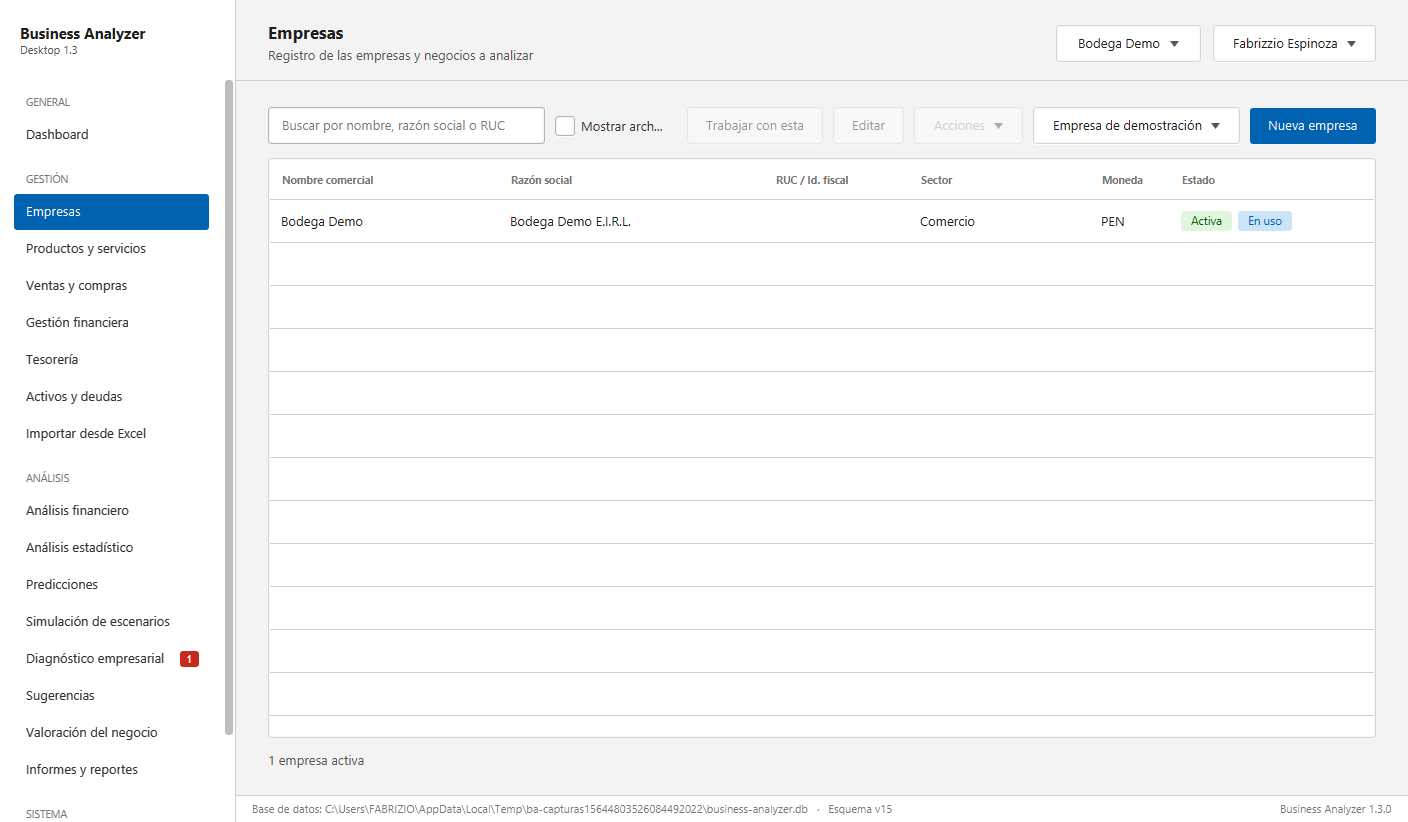 Business Analyzer
Desktop 1.3
GENERAL
Dashboard
GESTIÓN
Empresas
Productos y servicios
Ventas y compras
Gestión financiera
Tesorería
Activos y deudas
Importar desde Excel
ANÁLISIS
Análisis financiero
Análisis estadístico
Predicciones
Simulación de escenarios
Diagnóstico empresarial 1
Sugerencias
Valoración del negocio
Informes y reportes
SISTEMA
Empresas
Registro de las empresas y negocios a analizar
Bodega Demo
Fabrizzio Espinoza
Buscar por nombre, razón social o RUC
Mostrar arch...
Trabajar con esta
Editar
Acciones
Empresa de demostración
Nueva empresa
Nombre comercial Razón social RUC / Id. fiscal Sector Moneda Estado
Bodega Demo Bodega Demo E.I.R.L. Comercio PEN Activa En uso
1 empresa activa
Base de datos: C:\Users\FABRIZIO\AppData\Local\Temp\ba-capturas15644803526084492022\business-analyzer.db · Esquema v15
Business Analyzer 1.3.0